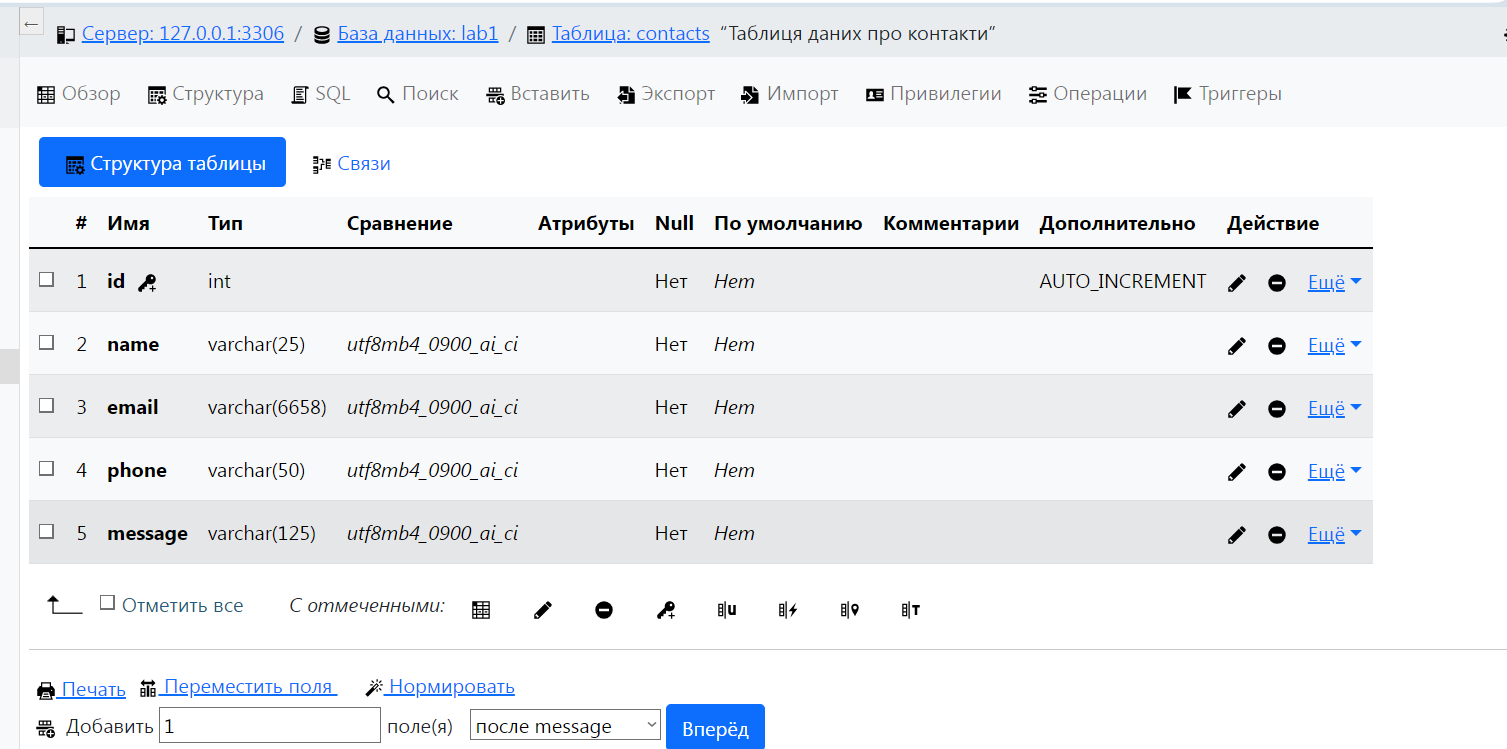 ←
Сервер: 127.0.0.1:3306 / База данных: lab1 / Таблица: contacts “Таблиця даних про контакти”
Обзор Структура SQL Поиск Вставить Экспорт Импорт Привилегии Операции Триггеры
Структура таблицы Связи
# Имя Тип Сравнение Атрибуты Null По умолчанию Комментарии Дополнительно Действие
1 id int Нет Нет AUTO_INCREMENT Ещё
2 name varchar(25) utf8mb4_0900_ai_ci Нет Нет Ещё
3 email varchar(6658) utf8mb4_0900_ai_ci Нет Нет Ещё
4 phone varchar(50) utf8mb4_0900_ai_ci Нет Нет Ещё
5 message varchar(125) utf8mb4_0900_ai_ci Нет Нет Ещё
Отметить все С отмеченными:
Печать Переместить поля Нормировать
Добавить 1 поле(я) после message Вперёд